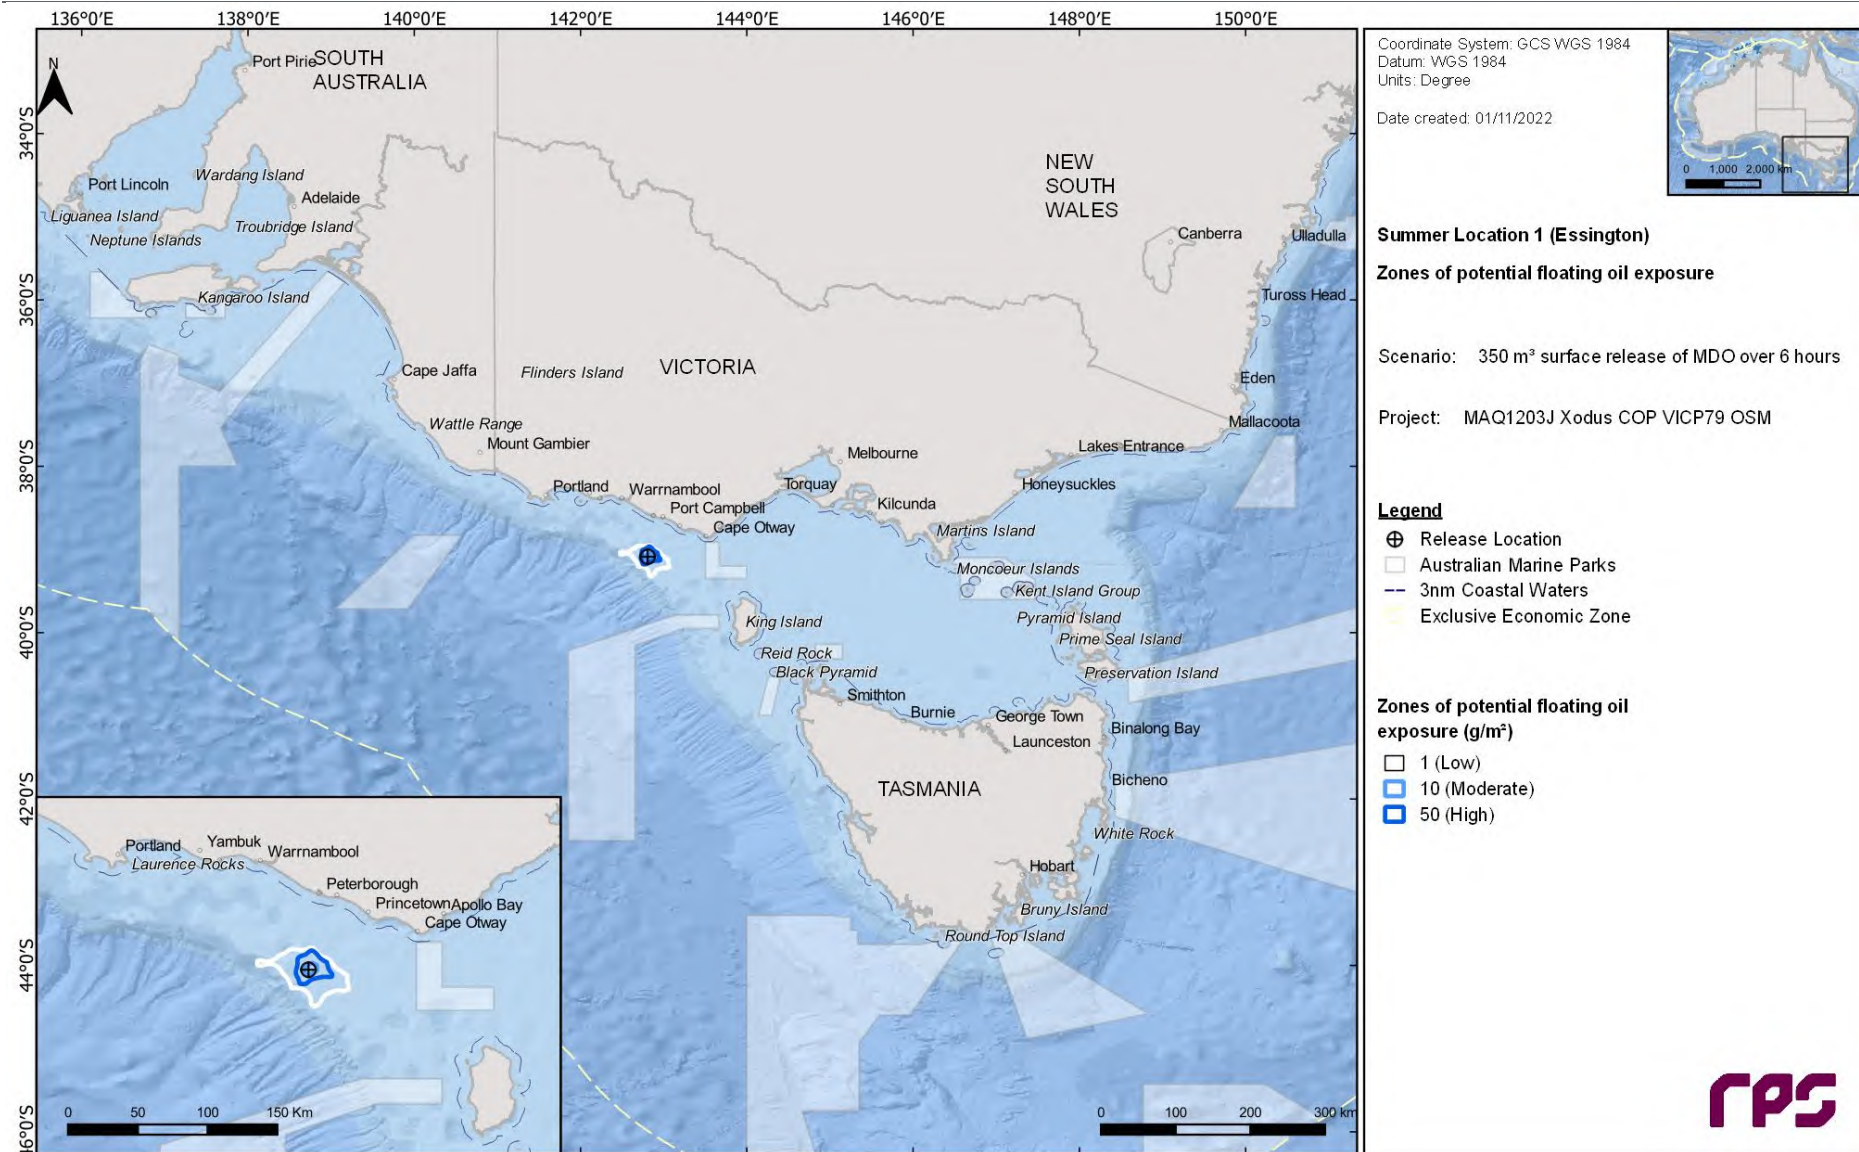 136°0'E 138°0'E 140°0'E 142°0'E 144°0'E 146°0'E 148°0'E 150°0'E
34°0'S
36°0'S
38°0'S
40°0'S
42°0'S
44°0'S
46°0'S
N
Port Pirie
SOUTH
AUSTRALIA
Wardang Island
Port Lincoln
Adelaide
Liguanea Island
Troubridge Island
Neptune Islands
Kangaroo Island
NEW
SOUTH
WALES
Canberra
Ulladulla
Tuross Head
Cape Jaffa
Flinders Island
VICTORIA
Eden
Wattle Range
Mallacoota
Mount Gambier
Lakes Entrance
Melbourne
Portland
Warrnambool
Torquay
Honeysuckles
Port Campbell
Kilcunda
Cape Otway
Martins Island
Moncoeur Islands
Kent Island Group
King Island
Pyramid Island
Prime Seal Island
Reid Rock
Black Pyramid
Preservation Island
Smithton
Burnie
George Town
Binalong Bay
Launceston
Bicheno
TASMANIA
White Rock
Hobart
Bruny Island
Round Top Island
0 100 200 300 km
Portland
Yambuk
Warrnambool
Laurence Rocks
Peterborough
Princetown
Apollo Bay
Cape Otway
0 50 100 150 Km
Coordinate System: GCS WGS 1984
Datum: WGS 1984
Units: Degree
Date created: 01/11/2022
0 1,000 2,000 km
Summer Location 1 (Essington)
Zones of potential floating oil exposure
Scenario: 350 m³ surface release of MDO over 6 hours
Project: MAQ1203J Xodus COP VICP79 OSM
Legend
Release Location
Australian Marine Parks
3nm Coastal Waters
Exclusive Economic Zone
Zones of potential floating oil
exposure (g/m²)
1 (Low)
10 (Moderate)
50 (High)
rps